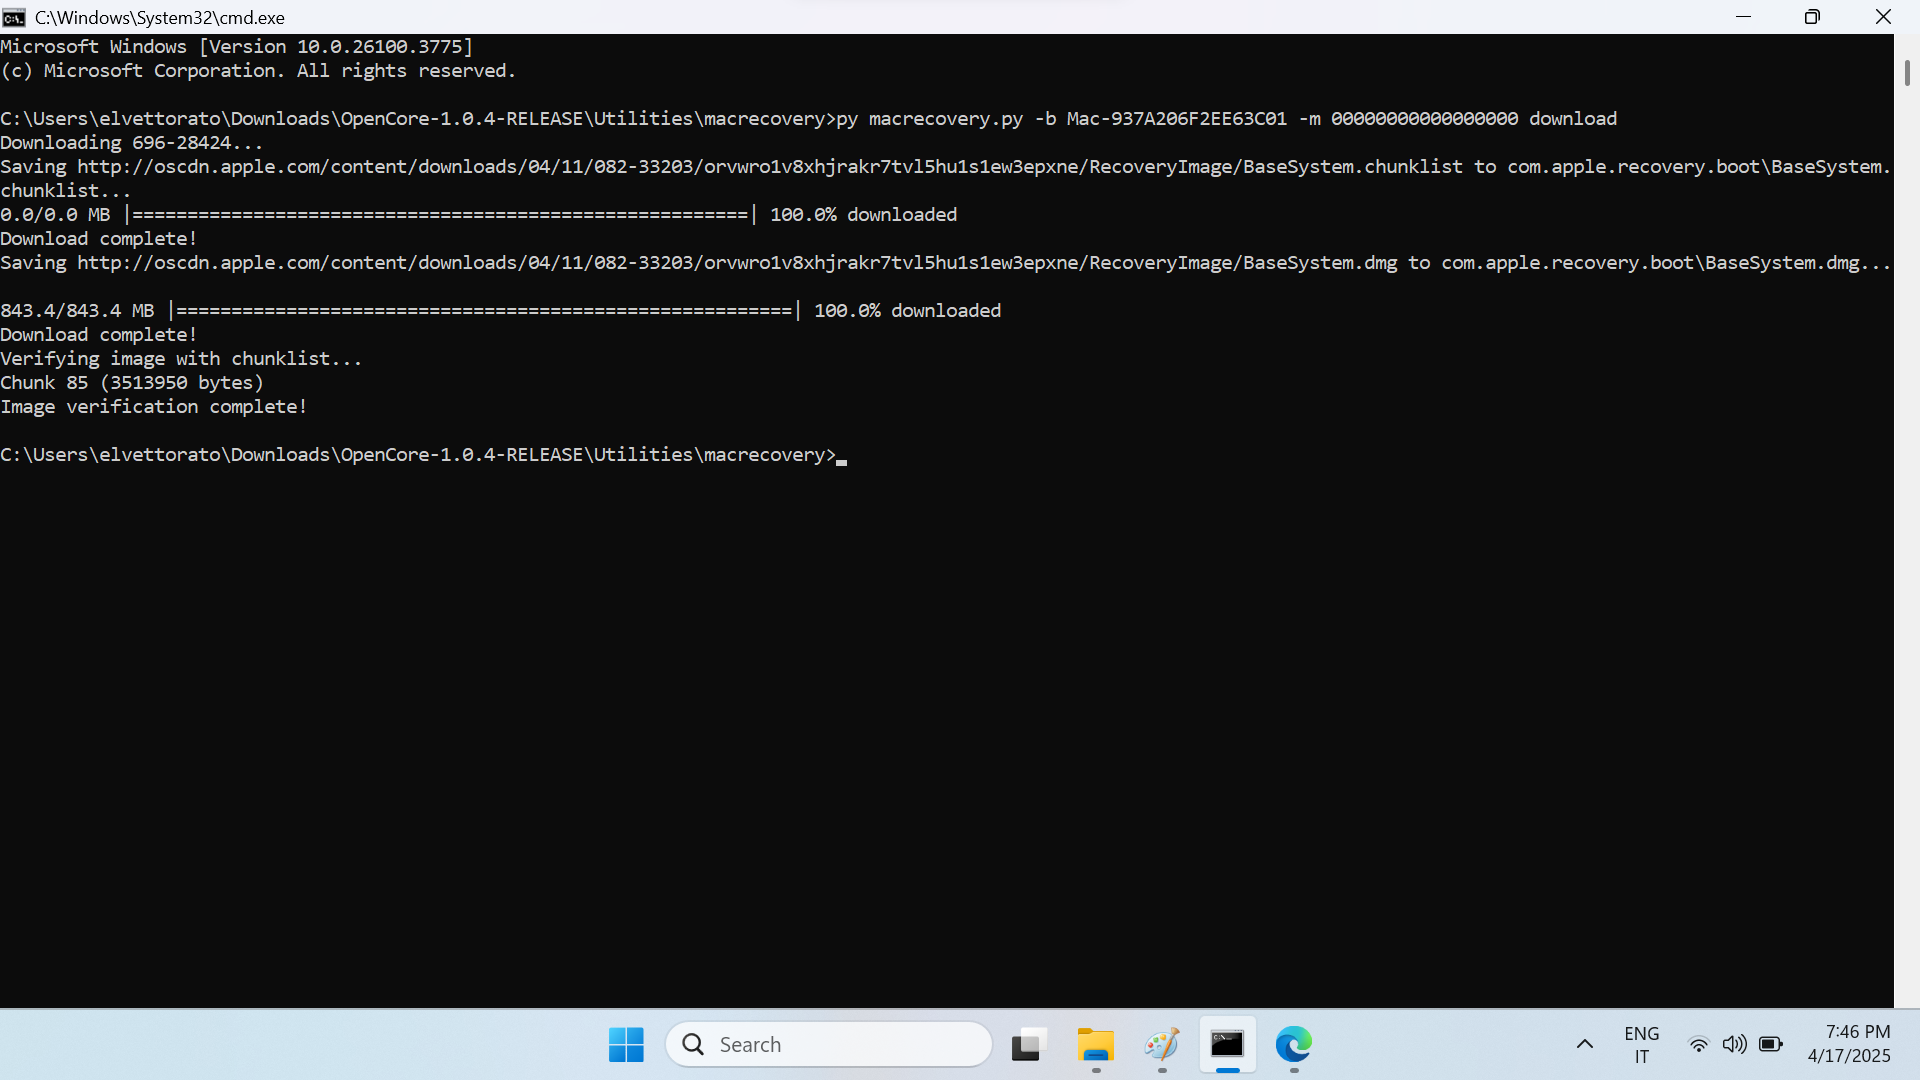 C:\Windows\System32\cmd.exe
Microsoft Windows [Version 10.0.26100.3775]
(c) Microsoft Corporation. All rights reserved.
C:\Users\elvettorato\Downloads\OpenCore-1.0.4-RELEASE\Utilities\macrecovery>py macrecovery.py -b Mac-937A206F2EE63C01 -m 00000000000000000 download
Downloading 696-28424...
Saving http://oscdn.apple.com/content/downloads/04/11/082-33203/orvwro1v8xhjrakr7tvl5hu1s1ew3epxne/RecoveryImage/BaseSystem.chunklist to com.apple.recovery.boot\BaseSystem.
chunklist...
0.0/0.0 MB |========================================================| 100.0% downloaded
Download complete!
Saving http://oscdn.apple.com/content/downloads/04/11/082-33203/orvwro1v8xhjrakr7tvl5hu1s1ew3epxne/RecoveryImage/BaseSystem.dmg to com.apple.recovery.boot\BaseSystem.dmg...
843.4/843.4 MB |========================================================| 100.0% downloaded
Download complete!
Verifying image with chunklist...
Chunk 85 (3513950 bytes)
Image verification complete!
C:\Users\elvettorato\Downloads\OpenCore-1.0.4-RELEASE\Utilities\macrecovery>
Search
ENG
IT
7:46 PM
4/17/2025